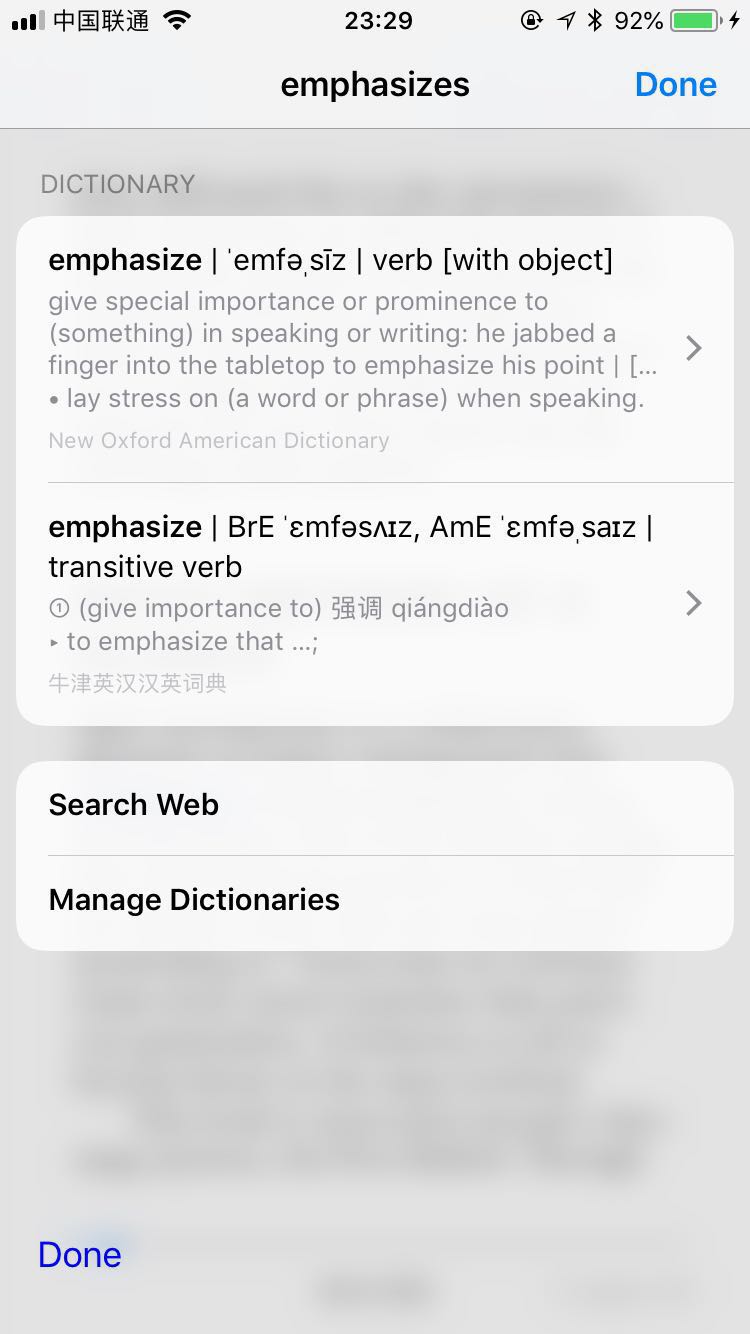 中国联通 23:29 92%
emphasizes Done
DICTIONARY
emphasize | ˈemfəˌsīz | verb [with object]
give special importance or prominence to
(something) in speaking or writing: he jabbed a
finger into the tabletop to emphasize his point | [...
• lay stress on (a word or phrase) when speaking.
New Oxford American Dictionary
emphasize | BrE ˈɛmfəsʌɪz, AmE ˈɛmfəˌsaɪz |
transitive verb
① (give importance to) 强调 qiángdiào
▸ to emphasize that …;
牛津英汉汉英词典
Search Web
Manage Dictionaries
Done